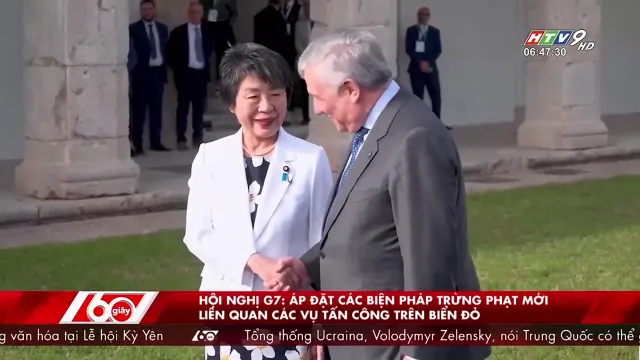 HTV9 HD
06:47:30
HỘI NGHỊ G7: ÁP ĐẶT CÁC BIỆN PHÁP TRỪNG PHẠT MỚI
LIÊN QUAN CÁC VỤ TẤN CÔNG TRÊN BIỂN ĐỎ
60 giây
g văn hóa tại Lễ hội Kỳ Yên
Tổng thống Ucraina, Volodymyr Zelensky, nói Trung Quốc có thể